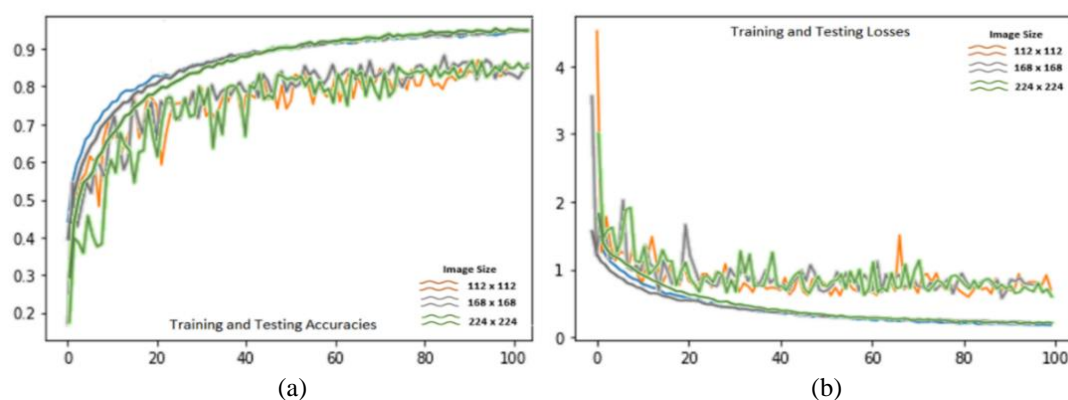 0.9
0.8
0.7
0.6
0.5
0.4
0.3
0.2
Image Size
112 x 112
168 x 168
224 x 224
Training and Testing Accuracies
0 20 40 60 80 100
(a)
Training and Testing Losses
Image Size
112 x 112
168 x 168
224 x 224
4
3
2
1
0
0 20 40 60 80 100
(b)